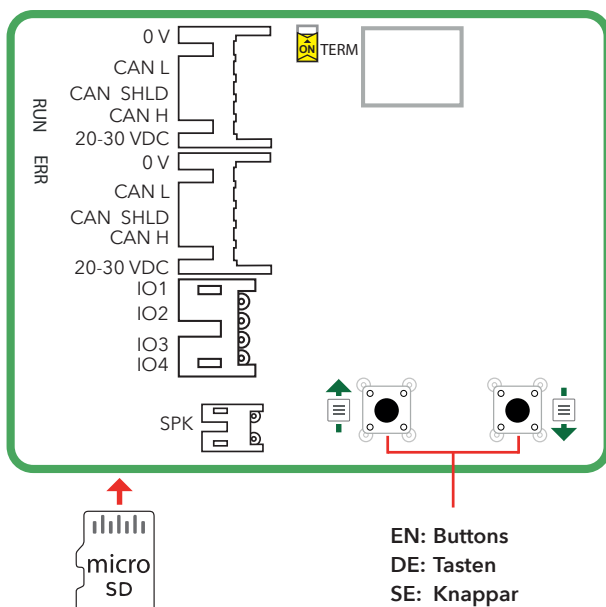 0 V
CAN L
CAN SHLD
CAN H
20-30 VDC
0 V
CAN L
CAN SHLD
CAN H
20-30 VDC
IO1
IO2
IO3
IO4
SPK
RUN
ERR
ON
TERM
micro
SD
EN: Buttons
DE: Tasten
SE: Knappar